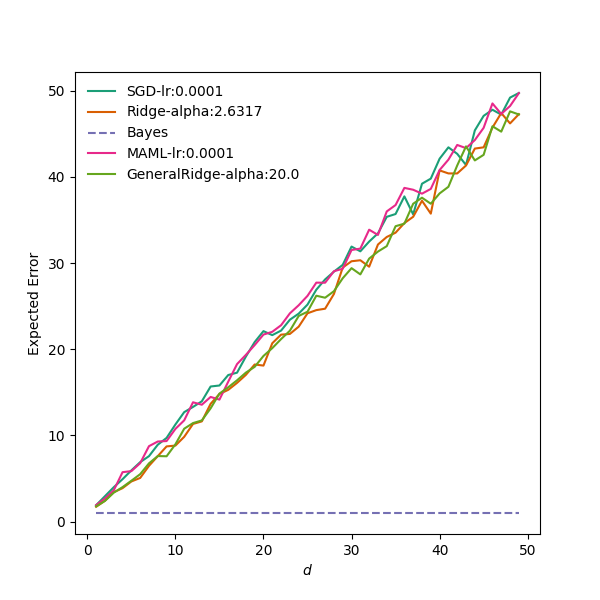 SGD-lr:0.0001
Ridge-alpha:2.6317
Bayes
MAML-lr:0.0001
GeneralRidge-alpha:20.0
Expected Error
50
40
30
20
10
0
0 10 20 30 40 50
d